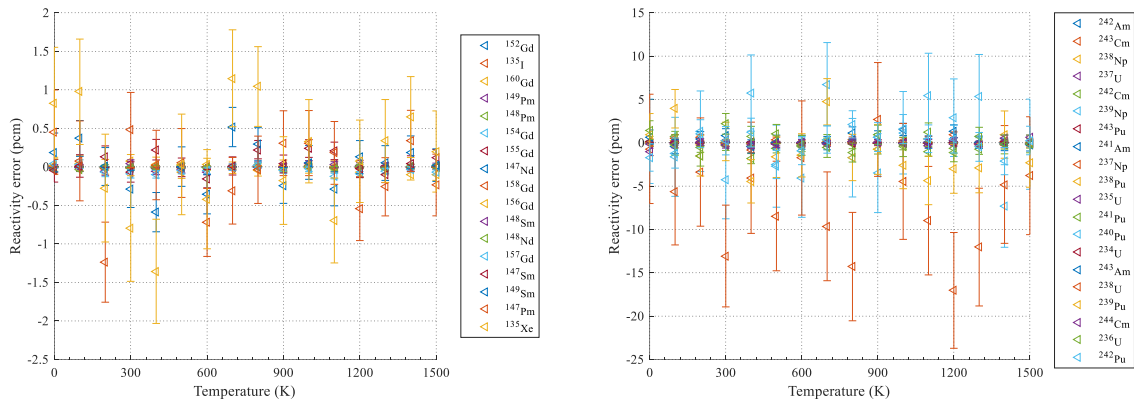 2
1.5
1
0.5
0
-0.5
-1
-1.5
-2
-2.5
Reactivity error (pcm)
0 300 600 900 1200 1500
Temperature (K)
¹⁵²Gd
¹³⁵I
¹⁶⁰Gd
¹⁴⁹Pm
¹⁴⁸Pm
¹⁵⁴Gd
¹⁵⁵Gd
¹⁴⁷Nd
¹⁵⁸Gd
¹⁵⁶Gd
¹⁴⁸Sm
¹⁴⁸Nd
¹⁵⁷Gd
¹⁴⁷Sm
¹⁴⁹Sm
¹⁴⁷Pm
¹³⁵Xe
15
10
5
0
-5
-10
-15
-20
-25
Reactivity error (pcm)
0 300 600 900 1200 1500
Temperature (K)
²⁴²Am
²⁴³Cm
²³⁸Np
²³⁷U
²⁴²Cm
²³⁹Np
²⁴³Pu
²⁴¹Am
²³⁷Np
²³⁸Pu
²³⁵U
²⁴¹Pu
²⁴⁰Pu
²³⁴U
²⁴³Am
²³⁸U
²³⁹Pu
²⁴⁴Cm
²³⁶U
²⁴²Pu